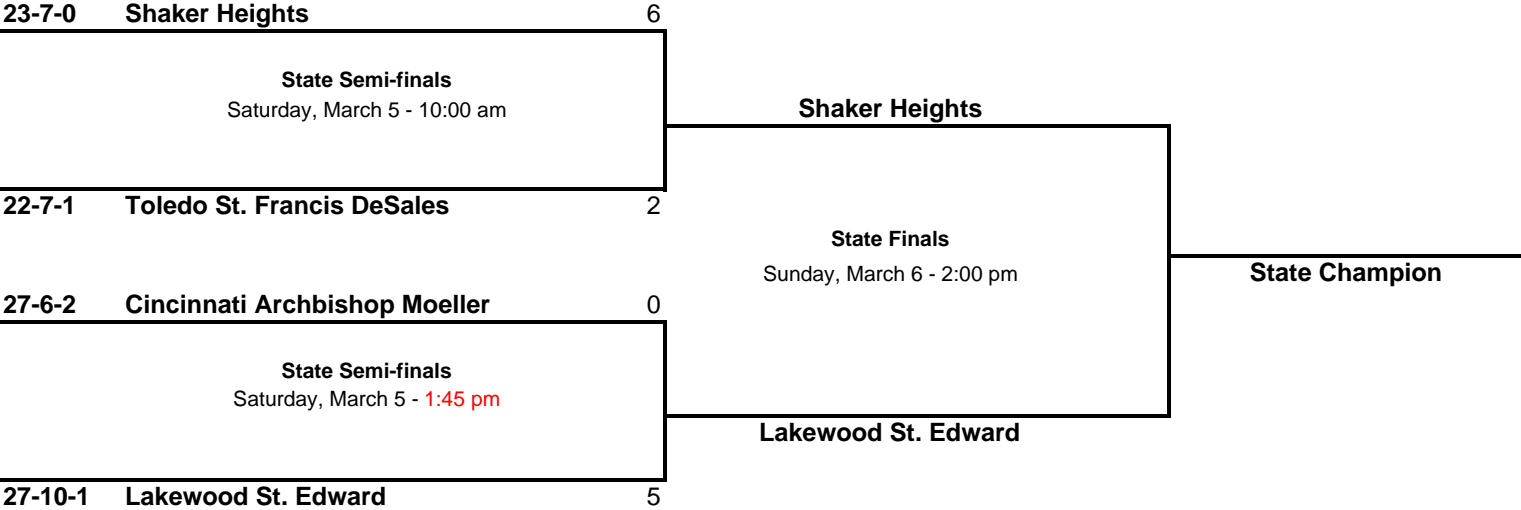 23-7-0 Shaker Heights 6
State Semi-finals
Saturday, March 5 - 10:00 am
Shaker Heights
22-7-1 Toledo St. Francis DeSales 2
State Finals
Sunday, March 6 - 2:00 pm
State Champion
27-6-2 Cincinnati Archbishop Moeller 0
State Semi-finals
Saturday, March 5 - 1:45 pm
Lakewood St. Edward
27-10-1 Lakewood St. Edward 5